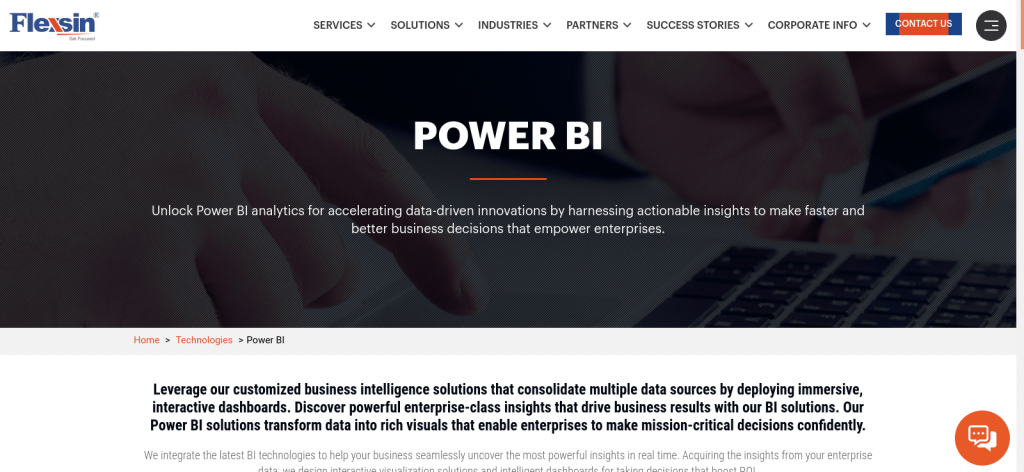 Flexsin®
Get Focused
SERVICES SOLUTIONS INDUSTRIES PARTNERS SUCCESS STORIES CORPORATE INFO CONTACT US
POWER BI
Unlock Power BI analytics for accelerating data-driven innovations by harnessing actionable insights to make faster and
better business decisions that empower enterprises.
Home > Technologies > Power BI
Leverage our customized business intelligence solutions that consolidate multiple data sources by deploying immersive,
interactive dashboards. Discover powerful enterprise-class insights that drive business results with our BI solutions. Our
Power BI solutions transform data into rich visuals that enable enterprises to make mission-critical decisions confidently.
We integrate the latest BI technologies to help your business seamlessly uncover the most powerful insights in real time. Acquiring the insights from your enterprise
data, we design interactive visualization solutions and intelligent dashboards for taking decisions that boost ROI.